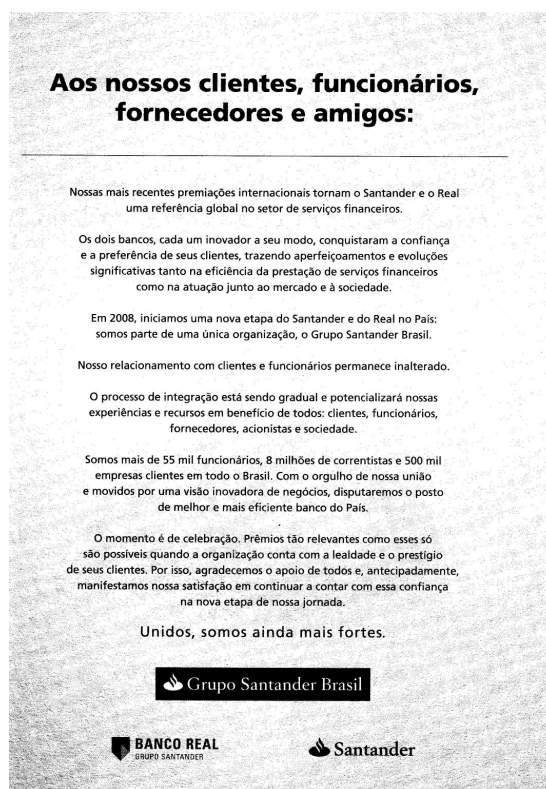 Aos nossos clientes, funcionários,
fornecedores e amigos:
Nossas mais recentes premiações internacionais tornam o Santander e o Real
uma referência global no setor de serviços financeiros.
Os dois bancos, cada um inovador a seu modo, conquistaram a confiança
e a preferência de seus clientes, trazendo aperfeiçoamentos e evoluções
significativas tanto na eficiência da prestação de serviços financeiros
como na atuação junto ao mercado e à sociedade.
Em 2008, iniciamos uma nova etapa do Santander e do Real no País:
somos parte de uma única organização, o Grupo Santander Brasil.
Nosso relacionamento com clientes e funcionários permanece inalterado.
O processo de integração está sendo gradual e potencializará nossas
experiências e recursos em benefício de todos: clientes, funcionários,
fornecedores, acionistas e sociedade.
Somos mais de 55 mil funcionários, 8 milhões de correntistas e 500 mil
empresas clientes em todo o Brasil. Com o orgulho de nossa união
e movidos por uma visão inovadora de negócios, disputaremos o posto
de melhor e mais eficiente banco do País.
O momento é de celebração. Prêmios tão relevantes como esses só
são possíveis quando a organização conta com a lealdade e o prestígio
de seus clientes. Por isso, agradecemos o apoio de todos e, antecipadamente,
manifestamos nossa satisfação em continuar a contar com essa confiança
na nova etapa de nossa jornada.
Unidos, somos ainda mais fortes.
Grupo Santander Brasil
BANCO REAL
GRUPO SANTANDER
Santander